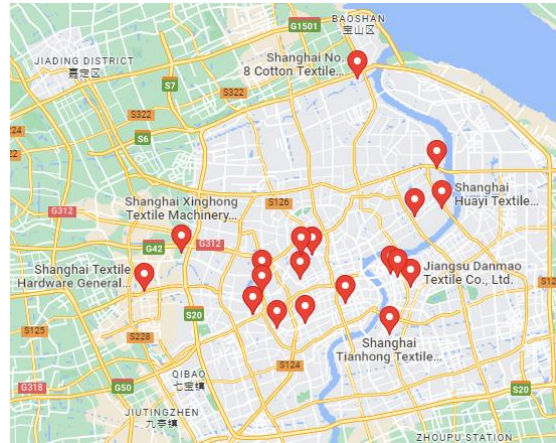 BAOSHAN
宝山区
G1501
Shanghai No.
8 Cotton Textile...
JIADING DISTRICT
嘉定区
S7
S322
S322
S6
224
G312
Shanghai Xinghong
Textile Machinery...
S126
Shanghai
Huayi Textile...
G42
G312
Shanghai Textile
Hardware General...
Jiangsu Danmao
Textile Co., Ltd.
S20
S125
S228
Shanghai
Tianhong Textile...
S124
QIBAO
七宝镇
G318
G50
S20
JIUTINGZHEN
九亭镇
ZHOUPU STATION